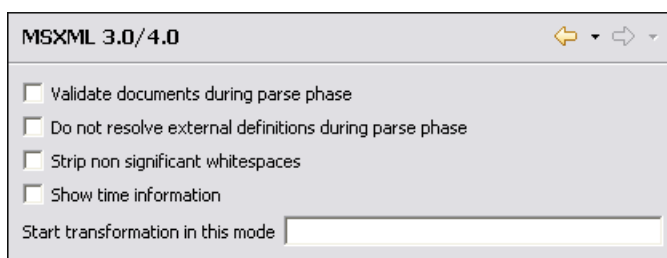 MSXML 3.0/4.0
Validate documents during parse phase
Do not resolve external definitions during parse phase
Strip non significant whitespaces
Show time information
Start transformation in this mode